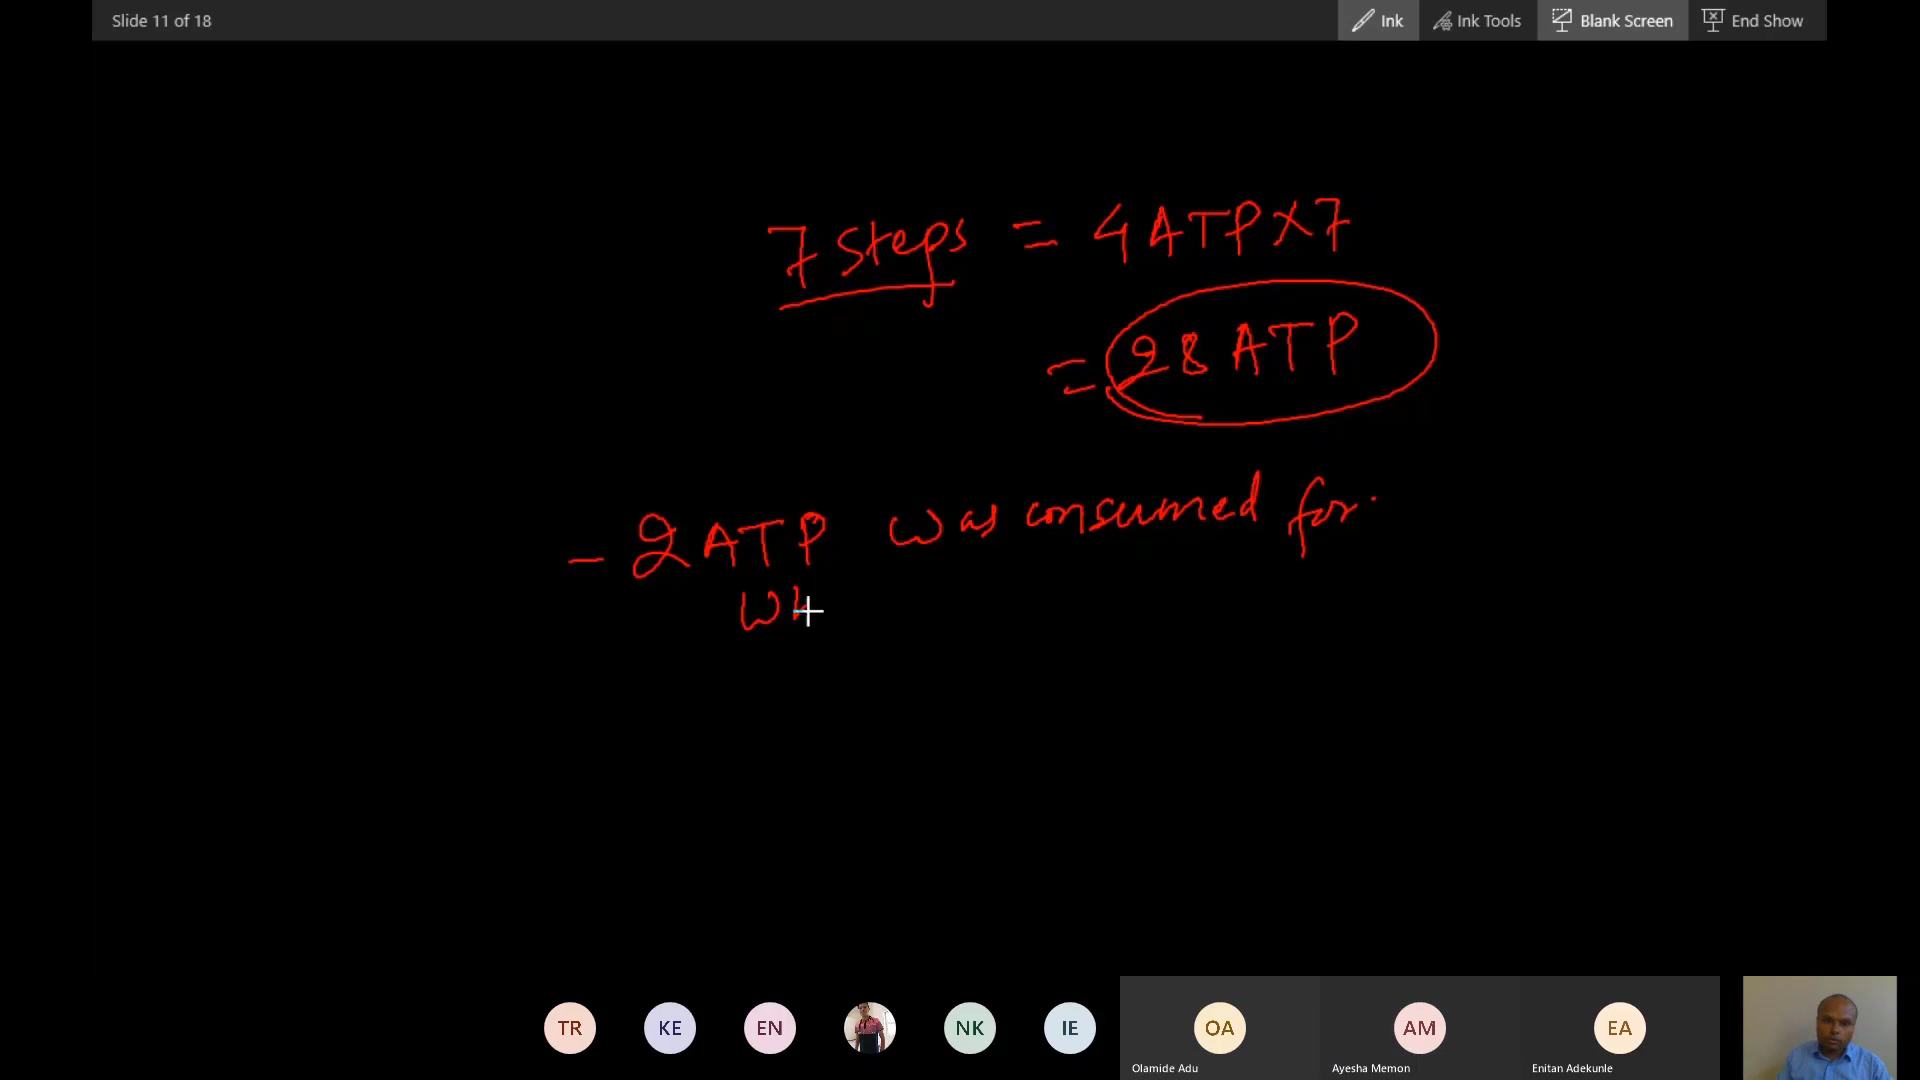 Slide 11 of 18
Ink
Ink Tools
Blank Screen
End Show
7 steps = 4 ATP X 7
= 28 ATP
- 2 ATP was consumed for.
TR
KE
EN
NK
IE
OA
AM
EA
Olamide Adu
Ayesha Memon
Enitan Adekunle